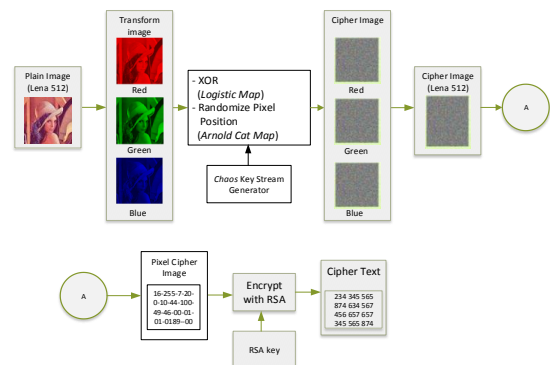 Plain Image
(Lena 512)
Transform
image
Red
Green
Blue
- XOR
(Logistic Map)
- Randomize Pixel
Position
(Arnold Cat Map)
Chaos Key Stream
Generator
Cipher Image
Red
Green
Blue
Cipher Image
(Lena 512)
A
A
Pixel Cipher
Image
16-255-7-20-
0-10-44-100-
49-46-00-01-
01-0189--00
Encrypt
with RSA
RSA key
Cipher Text
234 345 565
874 634 567
456 657 657
345 565 874